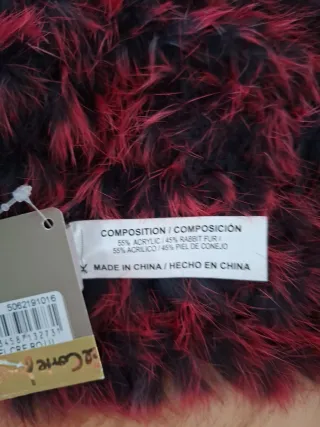 COMPOSITION / COMPOSICIÓN
55% ACRYLIC / 45% RABBIT FUR /
55% ACRILICO / 45% PIEL DE CONEJO
MADE IN CHINA / HECHO EN CHINA
5062191016